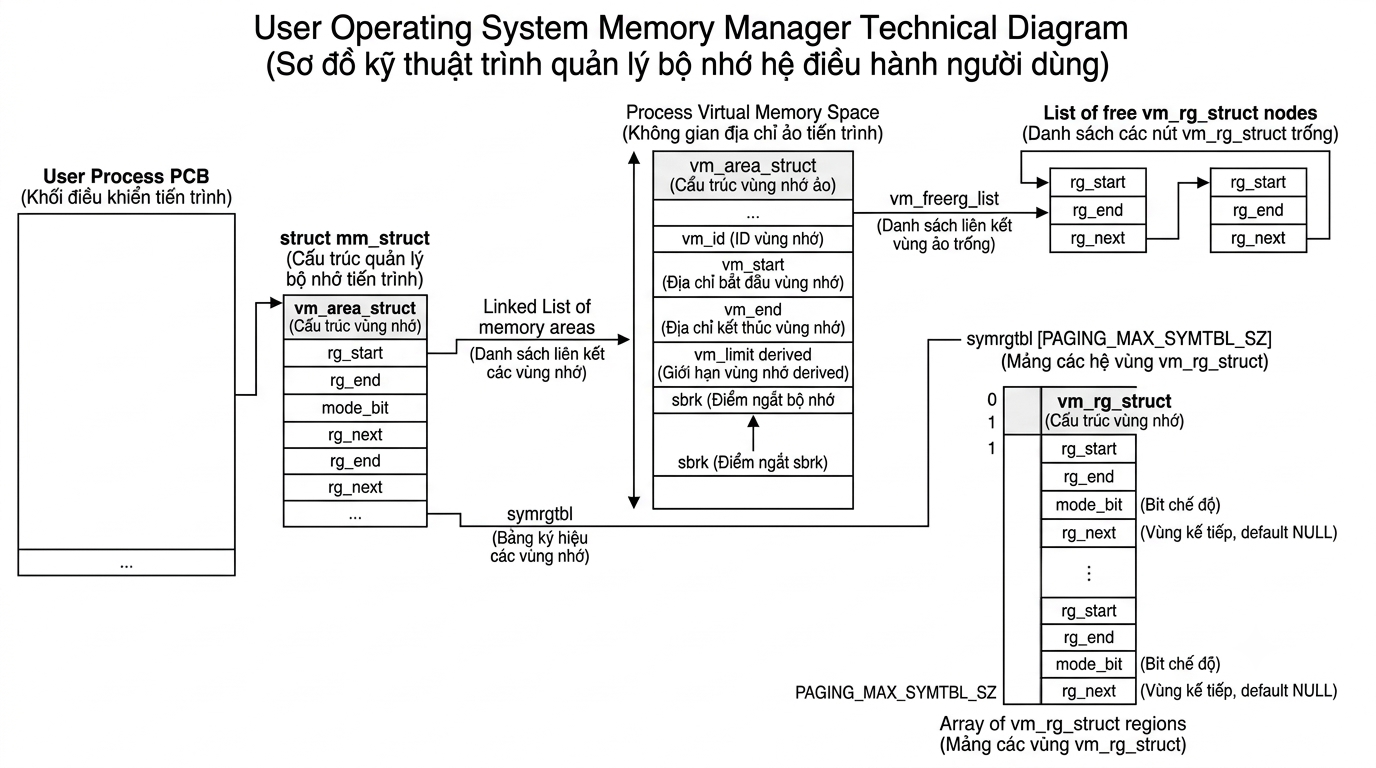 User Operating System Memory Manager Technical Diagram
(Sơ đồ kỹ thuật trình quản lý bộ nhớ hệ điều hành người dùng)
User Process PCB
(Khối điều khiển tiến trình)
...
struct mm_struct
(Cấu trúc quản lý
bộ nhớ tiến trình)
vm_area_struct
(Cấu trúc vùng nhớ)
rg_start
rg_end
mode_bit
rg_next
rg_end
rg_next
...
Linked List of
memory areas
(Danh sách liên kết
các vùng nhớ)
symrgtbl
(Bảng ký hiệu
các vùng nhớ)
Process Virtual Memory Space
(Không gian địa chỉ ảo tiến trình)
vm_area_struct
(Cấu trúc vùng nhớ ảo)
...
vm_id (ID vùng nhớ)
vm_start
(Địa chỉ bắt đầu vùng nhớ)
vm_end
(Địa chỉ kết thúc vùng nhớ)
vm_limit derived
(Giới hạn vùng nhớ derived)
sbrk (Điểm ngắt bộ nhớ
sbrk (Điểm ngắt sbrk)
vm_freerg_list
(Danh sách liên kết
vùng ảo trống)
List of free vm_rg_struct nodes
(Danh sách các nút vm_rg_struct trống)
rg_start
rg_end
rg_next
rg_start
rg_end
rg_next
symrgtbl [PAGING_MAX_SYMTBL_SZ]
(Mảng các hệ vùng vm_rg_struct)
0
1
1
vm_rg_struct
(Cấu trúc vùng nhớ)
rg_start
rg_end
mode_bit (Bit chế độ)
rg_next (Vùng kế tiếp, default NULL)
⋮
rg_start
rg_end
mode_bit (Bit chế độ)
PAGING_MAX_SYMTBL_SZ rg_next (Vùng kế tiếp, default NULL)
Array of vm_rg_struct regions
(Mảng các vùng vm_rg_struct)